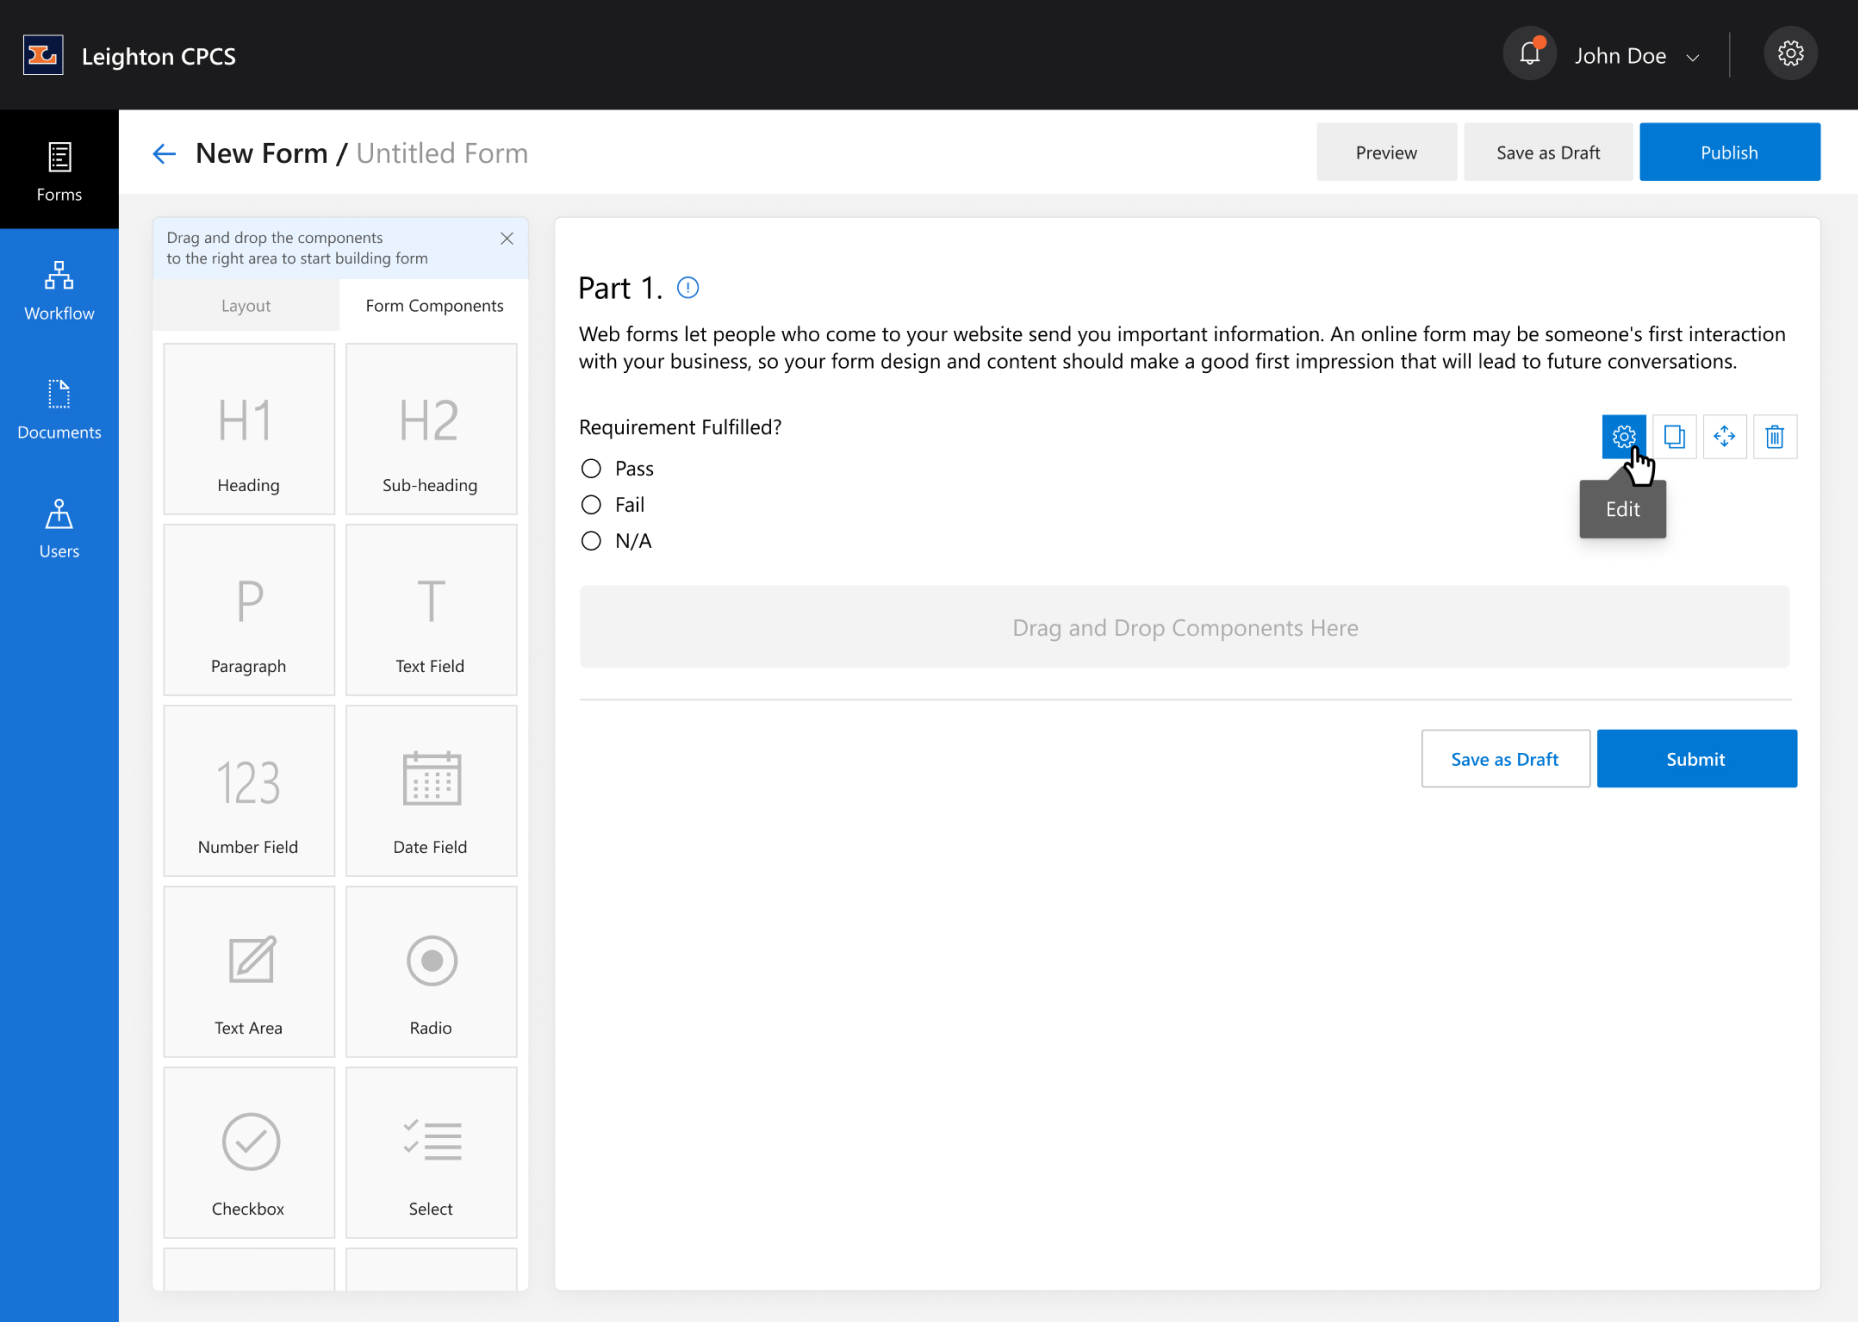 Leighton CPCS
John Doe
Forms
Workflow
Documents
Users
New Form / Untitled Form
Preview
Save as Draft
Publish
Drag and drop the components
to the right area to start building form
Layout
Form Components
H1
Heading
H2
Sub-heading
P
Paragraph
T
Text Field
123
Number Field
Date Field
Text Area
Radio
Checkbox
Select
Part 1.
Web forms let people who come to your website send you important information. An online form may be someone's first interaction
with your business, so your form design and content should make a good first impression that will lead to future conversations.
Requirement Fulfilled?
Pass
Fail
N/A
Edit
Drag and Drop Components Here
Save as Draft
Submit